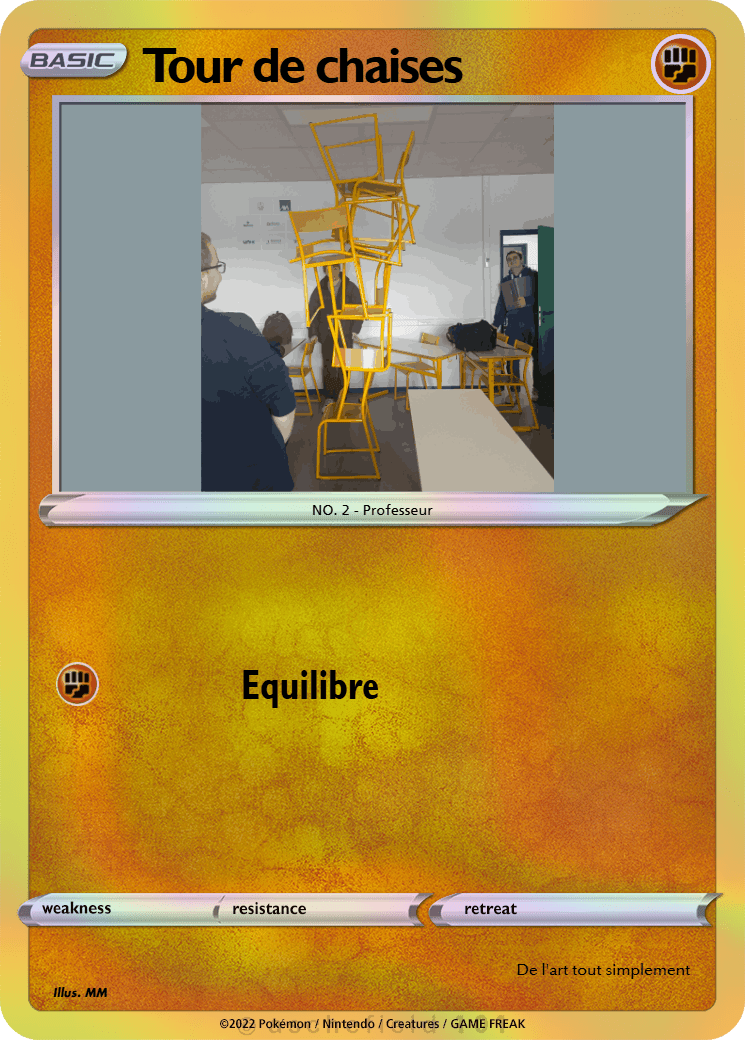 BASIC
Tour de chaises
NO. 2 - Professeur
Equilibre
weakness
resistance
retreat
De l'art tout simplement
Illus. MM
©2022 Pokémon / Nintendo / Creatures / GAME FREAK